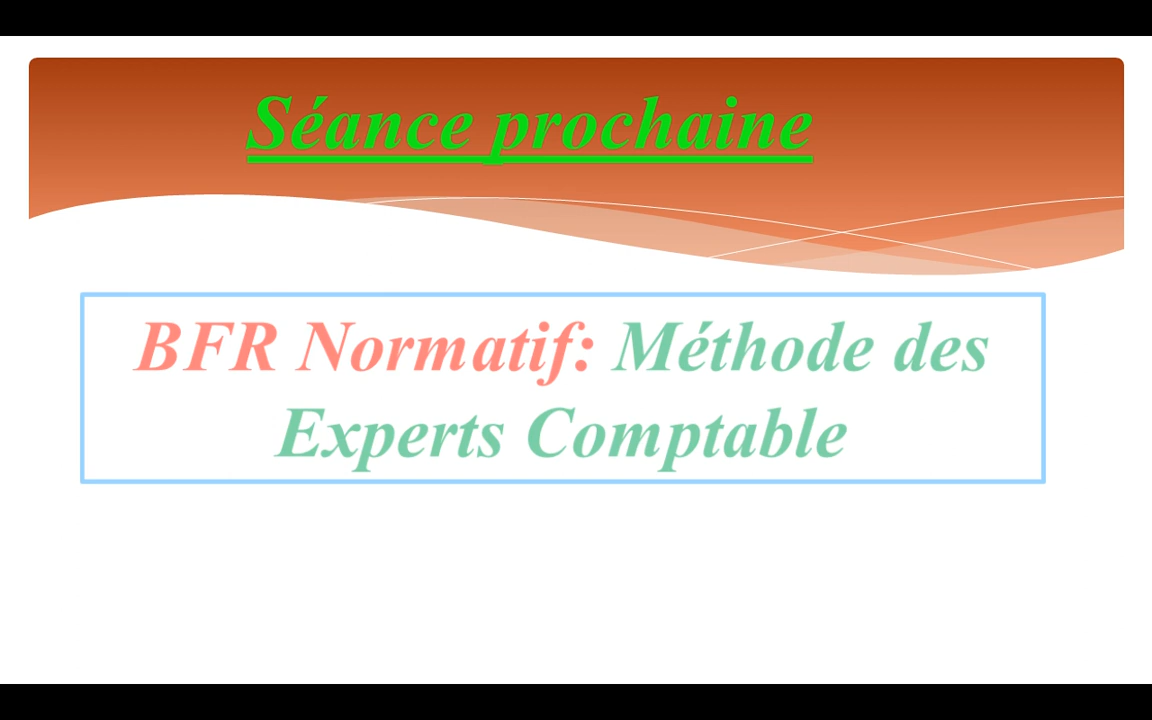 Séance prochaine
BFR Normatif: Méthode des
Experts Comptable